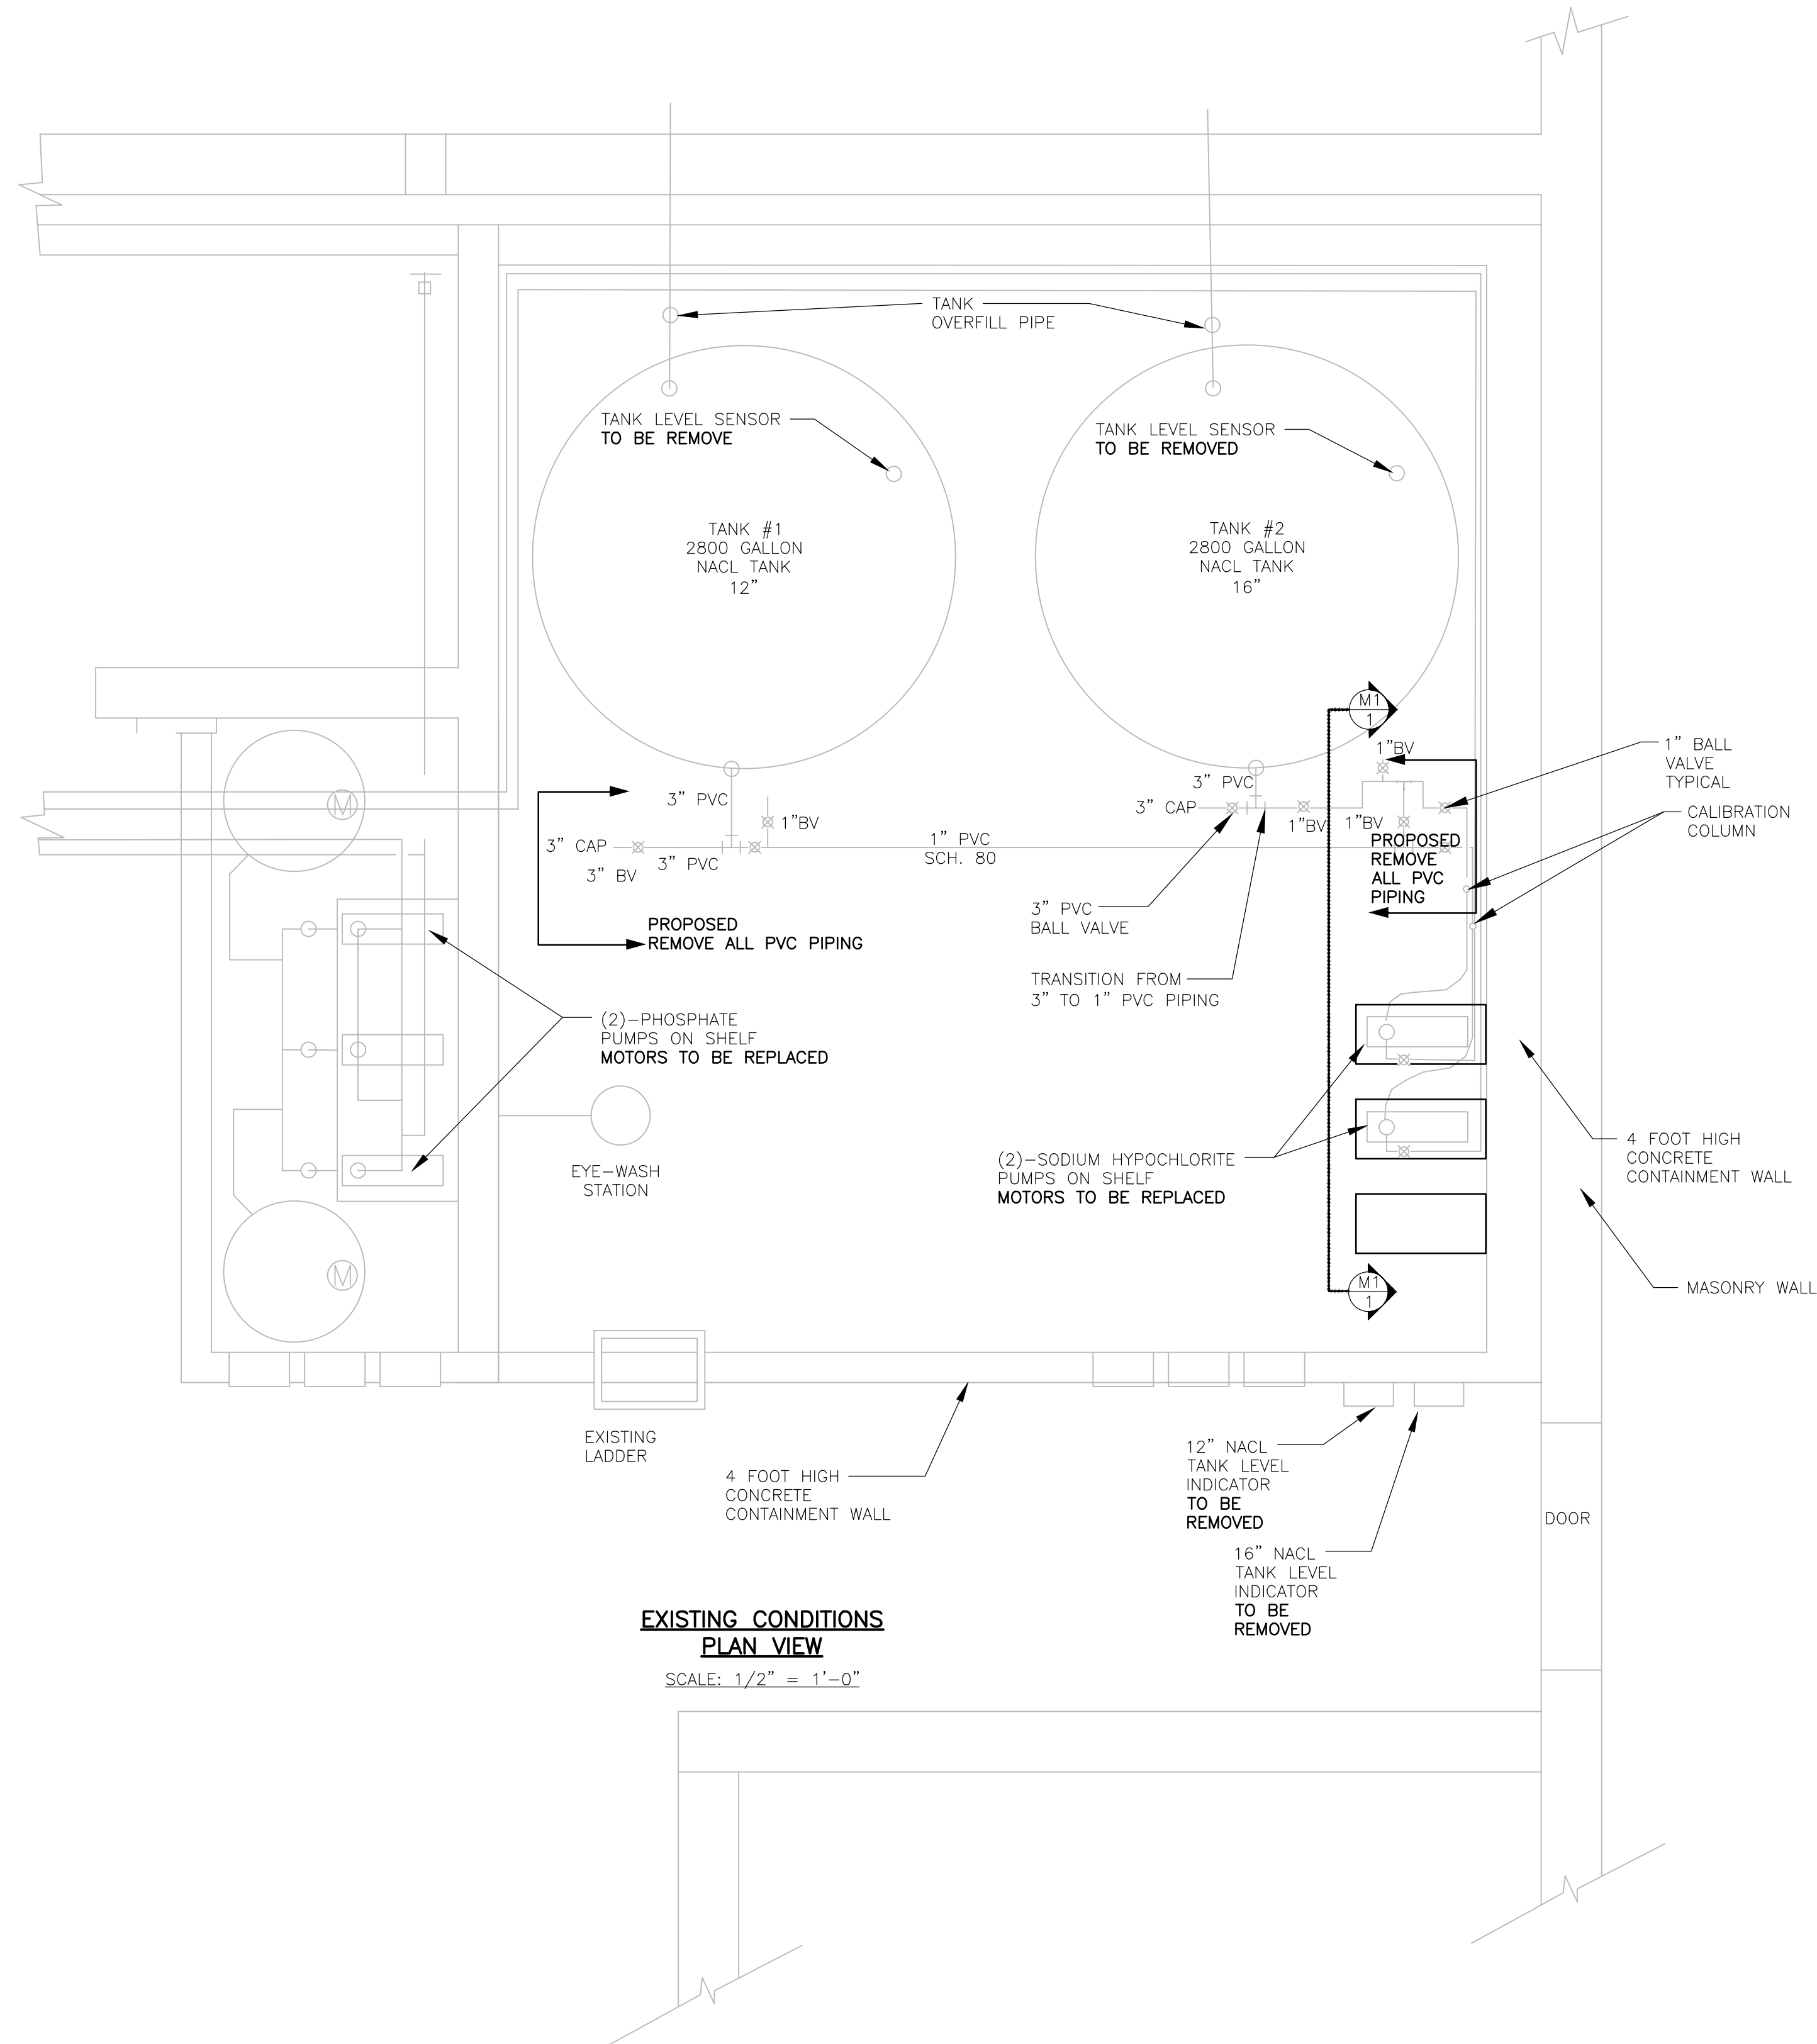 TANK
OVERFILL PIPE
TANK LEVEL SENSOR
TO BE REMOVE
TANK LEVEL SENSOR
TO BE REMOVED
TANK #1
2800 GALLON
NACL TANK
12”
TANK #2
2800 GALLON
NACL TANK
16”
M1
1
1”BV
1” BALL
VALVE
TYPICAL
3” PVC
3” PVC
3” CAP
1”BV
1”BV
1”BV
CALIBRATION
COLUMN
M
3” CAP
3” PVC
3” BV
1” PVC
SCH. 80
PROPOSED
REMOVE
ALL PVC
PIPING
3” PVC
BALL VALVE
PROPOSED
REMOVE ALL PVC PIPING
TRANSITION FROM
3” TO 1” PVC PIPING
(2)-PHOSPHATE
PUMPS ON SHELF
MOTORS TO BE REPLACED
EYE-WASH
STATION
(2)-SODIUM HYPOCHLORITE
PUMPS ON SHELF
MOTORS TO BE REPLACED
4 FOOT HIGH
CONCRETE
CONTAINMENT WALL
M
M1
1
MASONRY WALL
EXISTING
LADDER
4 FOOT HIGH
CONCRETE
CONTAINMENT WALL
12” NACL
TANK LEVEL
INDICATOR
TO BE
REMOVED
16” NACL
TANK LEVEL
INDICATOR
TO BE
REMOVED
DOOR
EXISTING CONDITIONS
PLAN VIEW
SCALE: 1/2” = 1’-0”